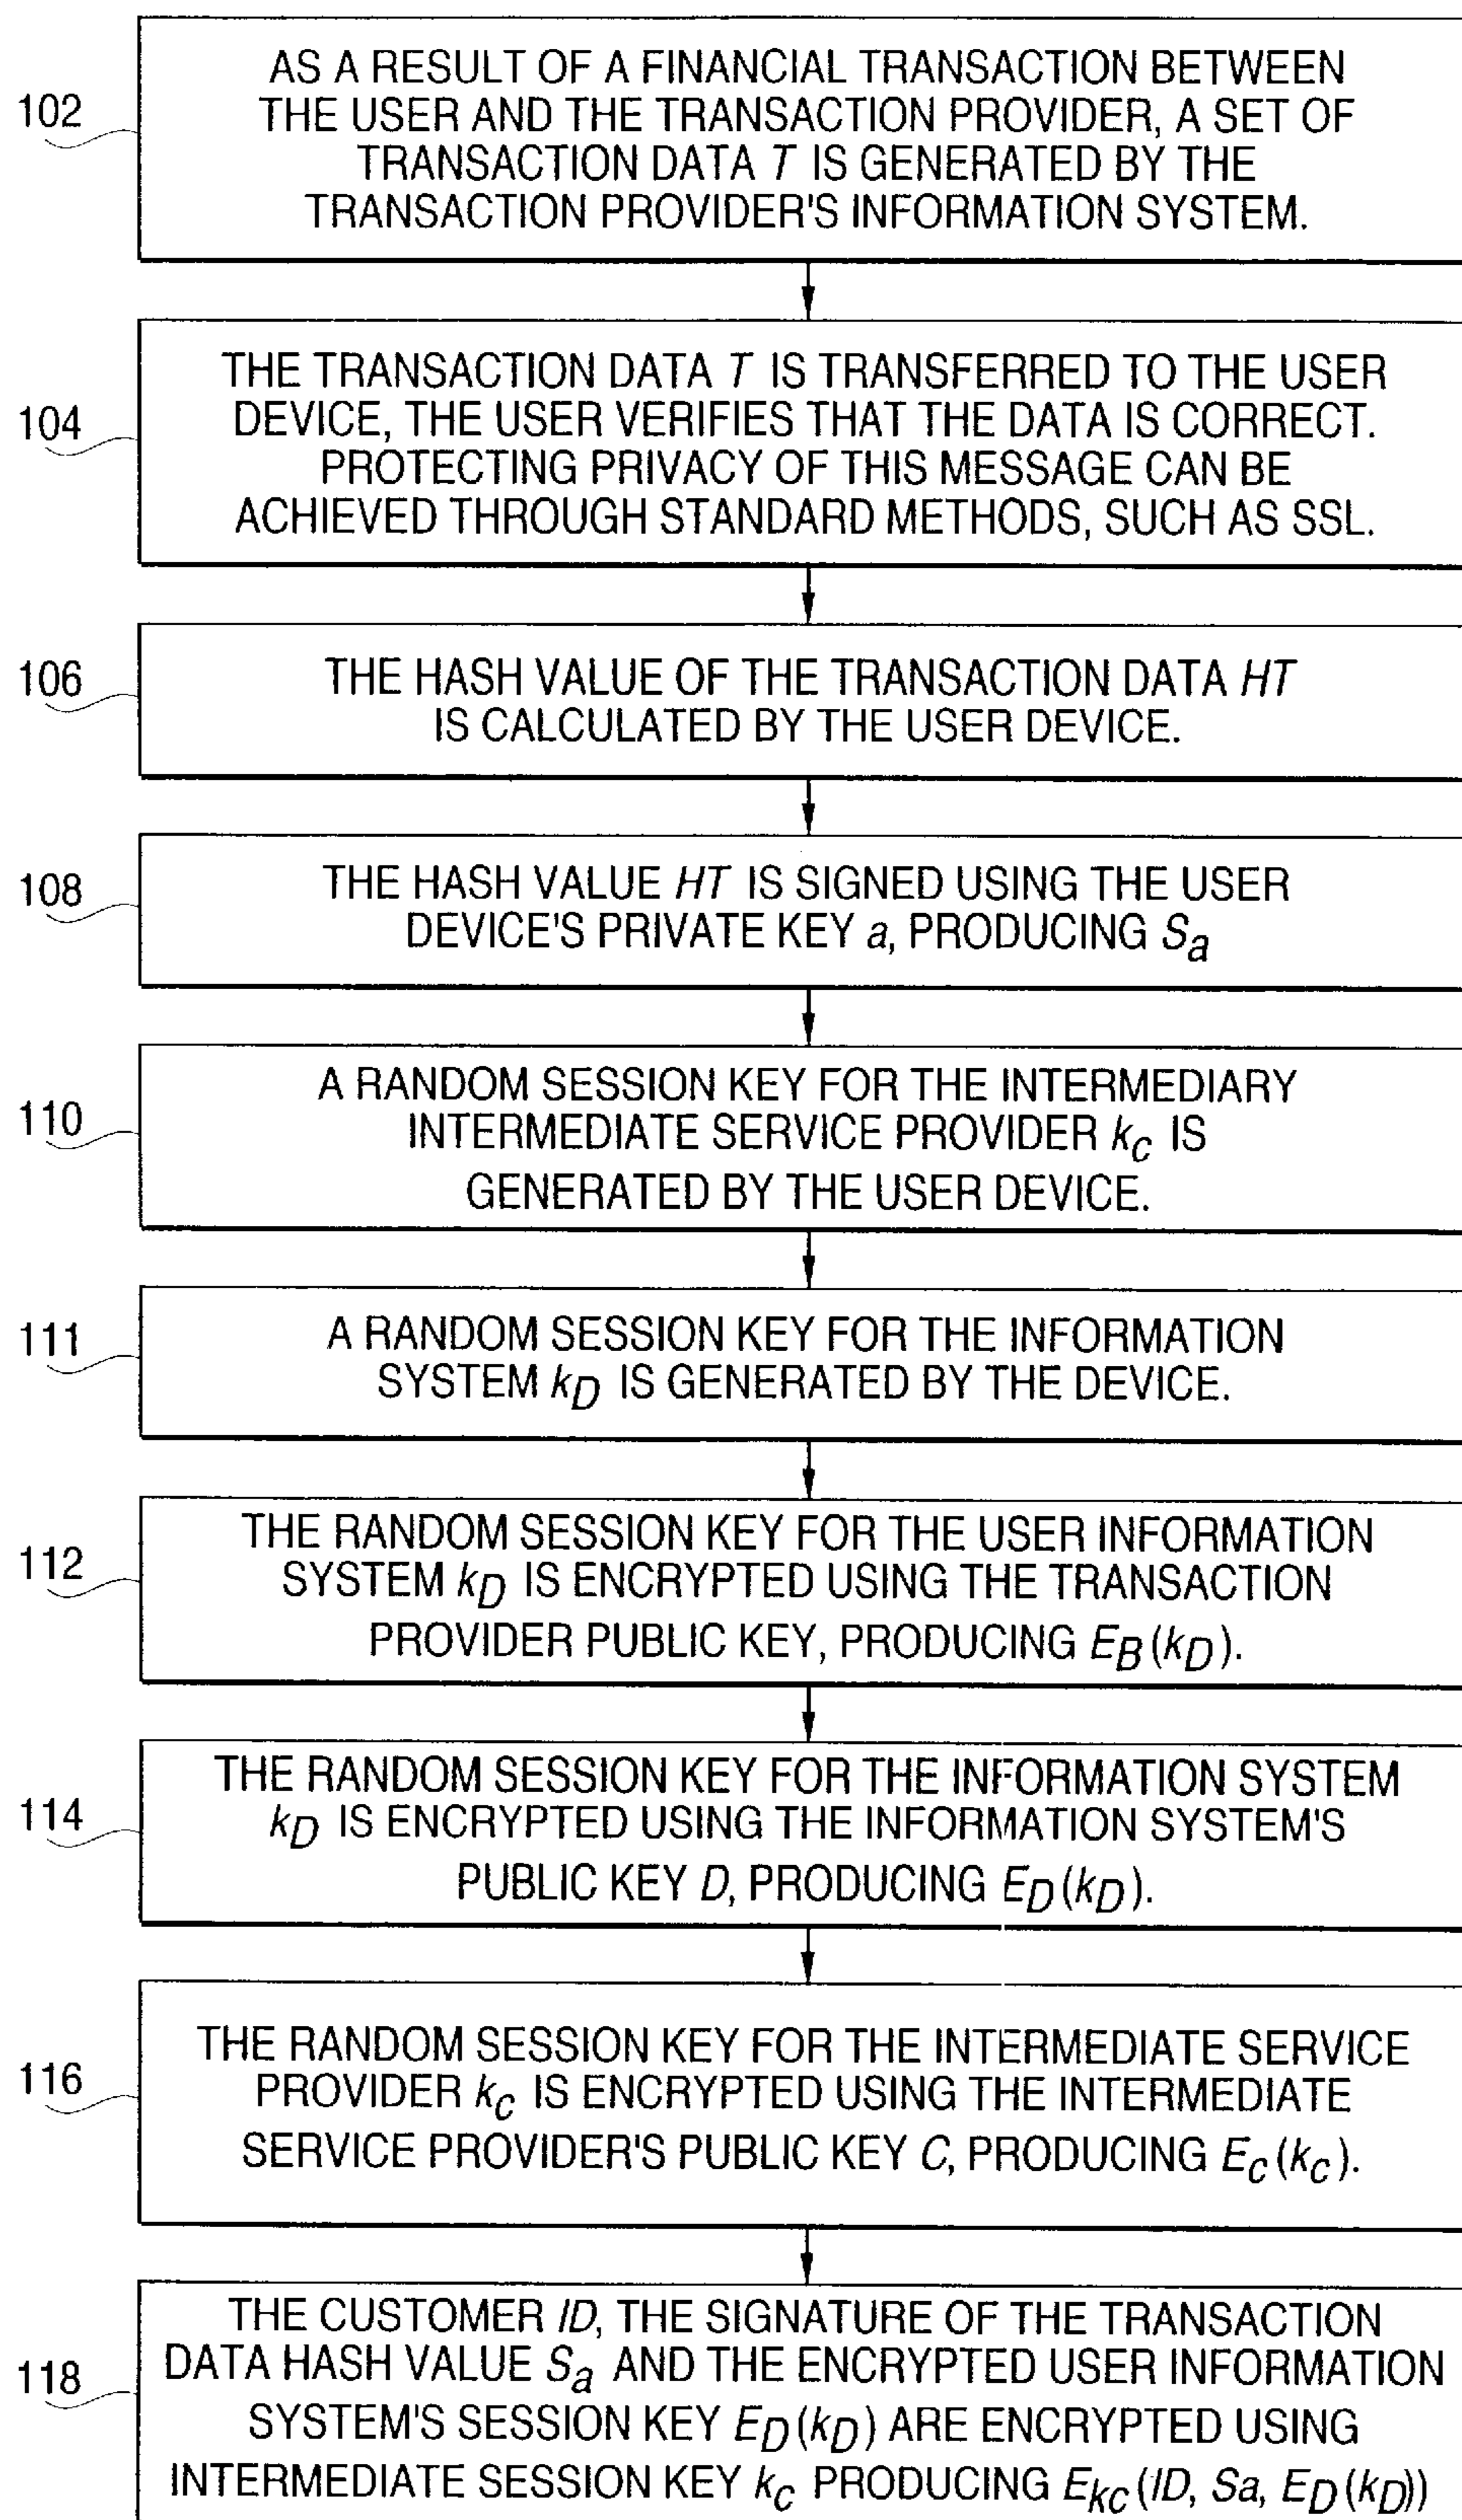 102
AS A RESULT OF A FINANCIAL TRANSACTION BETWEEN
THE USER AND THE TRANSACTION PROVIDER, A SET OF
TRANSACTION DATA T IS GENERATED BY THE
TRANSACTION PROVIDER'S INFORMATION SYSTEM.
104
THE TRANSACTION DATA T IS TRANSFERRED TO THE USER
DEVICE, THE USER VERIFIES THAT THE DATA IS CORRECT.
PROTECTING PRIVACY OF THIS MESSAGE CAN BE
ACHIEVED THROUGH STANDARD METHODS, SUCH AS SSL.
106
THE HASH VALUE OF THE TRANSACTION DATA HT
IS CALCULATED BY THE USER DEVICE.
108
THE HASH VALUE HT IS SIGNED USING THE USER
DEVICE'S PRIVATE KEY a, PRODUCING Sa
110
A RANDOM SESSION KEY FOR THE INTERMEDIARY
INTERMEDIATE SERVICE PROVIDER kc IS
GENERATED BY THE USER DEVICE.
111
A RANDOM SESSION KEY FOR THE INFORMATION
SYSTEM kD IS GENERATED BY THE DEVICE.
112
THE RANDOM SESSION KEY FOR THE USER INFORMATION
SYSTEM kD IS ENCRYPTED USING THE TRANSACTION
PROVIDER PUBLIC KEY, PRODUCING EB(kD).
114
THE RANDOM SESSION KEY FOR THE INFORMATION SYSTEM
kD IS ENCRYPTED USING THE INFORMATION SYSTEM'S
PUBLIC KEY D, PRODUCING ED(kD).
116
THE RANDOM SESSION KEY FOR THE INTERMEDIATE SERVICE
PROVIDER kc IS ENCRYPTED USING THE INTERMEDIATE
SERVICE PROVIDER'S PUBLIC KEY C, PRODUCING Ec(kc).
118
THE CUSTOMER ID, THE SIGNATURE OF THE TRANSACTION
DATA HASH VALUE Sa AND THE ENCRYPTED USER INFORMATION
SYSTEM'S SESSION KEY ED(kD) ARE ENCRYPTED USING
INTERMEDIATE SESSION KEY kc PRODUCING EKC(ID, Sa, ED(kD))